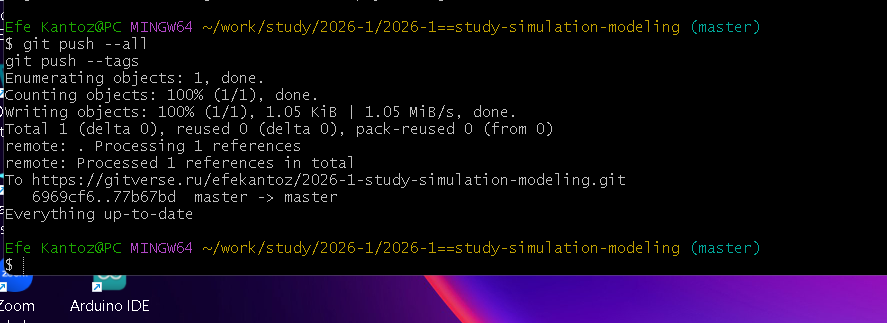 Efe Kantoz@PC MINGW64 ~/work/study/2026-1/2026-1==study-simulation-modeling (master)
$ git push --all
git push --tags
Enumerating objects: 1, done.
Counting objects: 100% (1/1), done.
Writing objects: 100% (1/1), 1.05 KiB | 1.05 MiB/s, done.
Total 1 (delta 0), reused 0 (delta 0), pack-reused 0 (from 0)
remote: . Processing 1 references
remote: Processed 1 references in total
To https://gitverse.ru/efekantoz/2026-1-study-simulation-modeling.git
   6969cf6..77b67bd  master -> master
Everything up-to-date
Efe Kantoz@PC MINGW64 ~/work/study/2026-1/2026-1==study-simulation-modeling (master)
$
Zoom
Arduino IDE